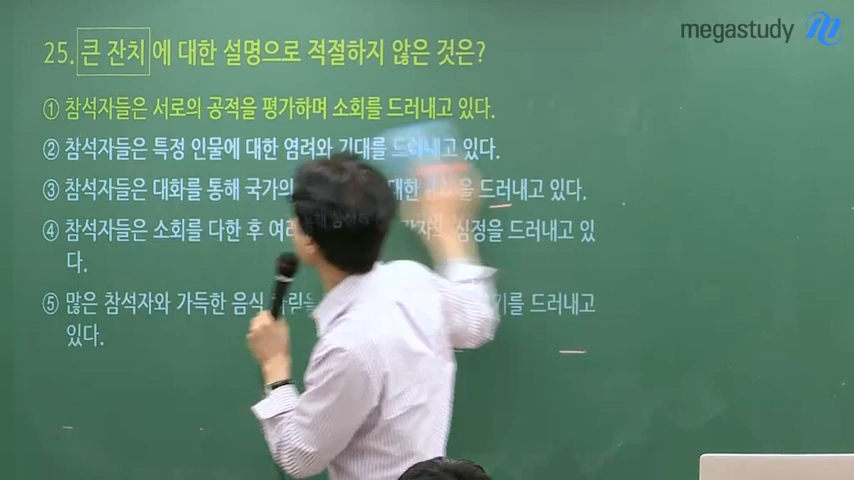 megastudy
25. 큰 잔치 에 대한 설명으로 적절하지 않은 것은?
① 참석자들은 서로의 공적을 평가하며 소회를 드러내고 있다.
② 참석자들은 특정 인물에 대한 염려와 기대를 드러내고 있다.
③ 참석자들은 대화를 통해 국가의 대한 을 드러내고 있다.
④ 참석자들은 소회를 다한 후 심정을 드러내고 있
다.
⑤ 많은 참석자와 가득한 음식 를 드러내고
있다.